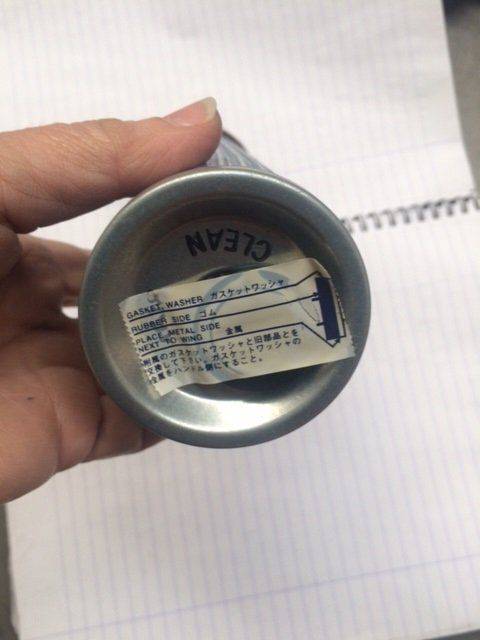 CLEAN
GASKET WASHER ガスケットワッシャ
RUBBER SIDE ゴム
PLACE METAL SIDE
NEXT TO WING 金属
附属のガスケットワッシャと旧部品とを
交換して下さい。ガスケットワッシャの
金属をハンドル側にすること。